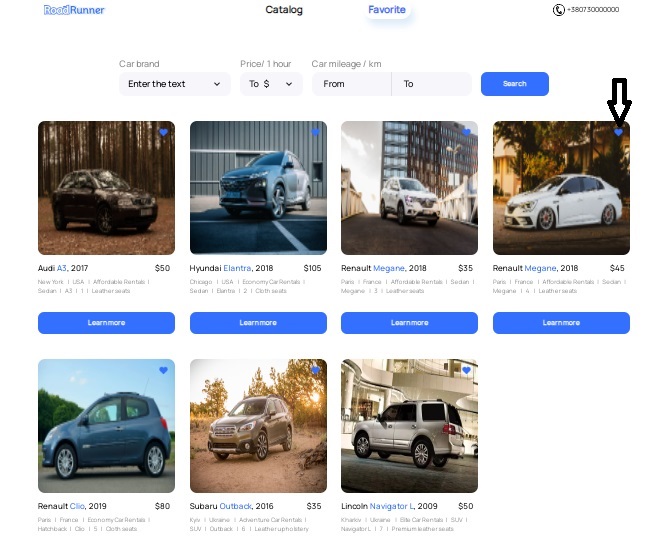 RoadRunner
Catalog
Favorite
+380730000000
Car brand
Price/ 1 hour
Car mileage / km
Enter the text
To $
From
To
Search
Audi A3, 2017 $50
New York | USA | Affordable Rentals |
Sedan | A3 | 1 | Leather seats
Learn more
Hyundai Elantra, 2018 $105
Chicago | USA | Economy Car Rentals |
Sedan | Elantra | 2 | Cloth seats
Learn more
Renault Megane, 2018 $35
Paris | France | Affordable Rentals | Sedan |
Megane | 3 | Leather seats
Learn more
Renault Megane, 2018 $45
Paris | France | Affordable Rentals | Sedan |
Megane | 4 | Leather seats
Learn more
Renault Clio, 2019 $80
Paris | France | Economy Car Rentals |
Hatchback | Clio | 5 | Cloth seats
Subaru Outback, 2016 $35
Kyiv | Ukraine | Adventure Car Rentals |
SUV | Outback | 6 | Leather upholstery
Lincoln Navigator L, 2009 $50
Kharkiv | Ukraine | Elite Car Rentals | SUV |
Navigator L | 7 | Premium leather seats